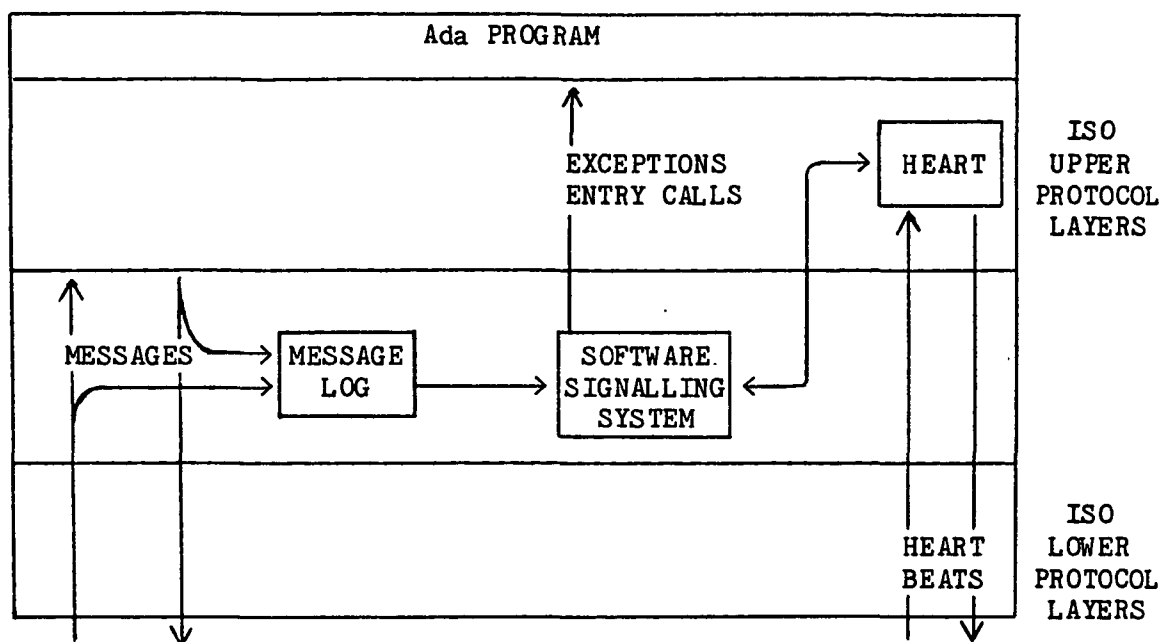 Ada PROGRAM
EXCEPTIONS
ENTRY CALLS
HEART
ISO
UPPER
PROTOCOL
LAYERS
MESSAGES
MESSAGE
LOG
SOFTWARE
SIGNALLING
SYSTEM
HEART
BEATS
ISO
LOWER
PROTOCOL
LAYERS